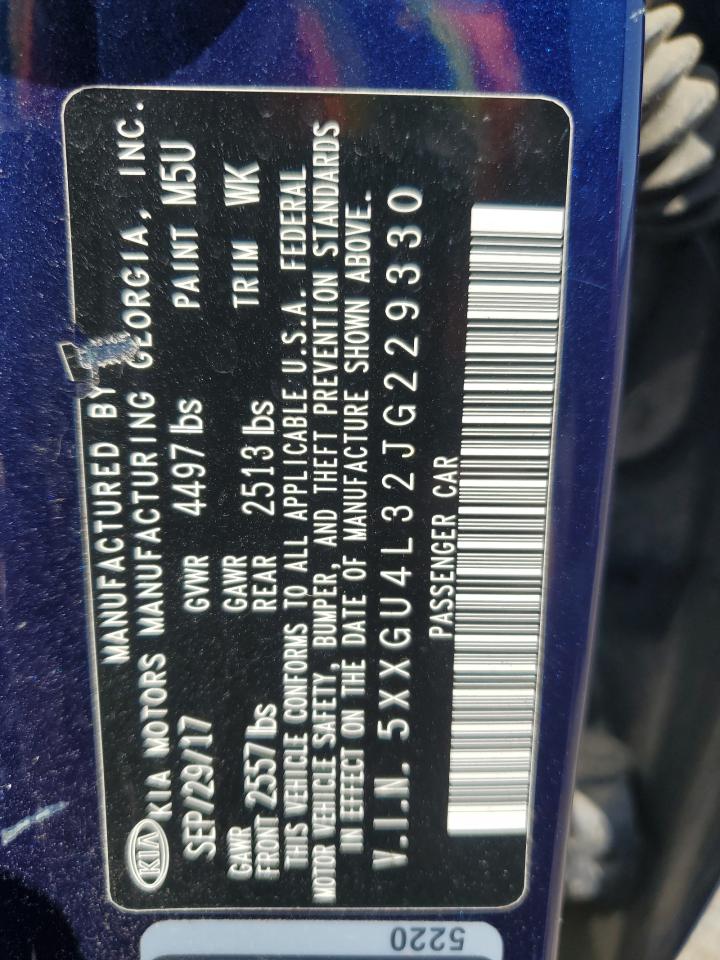 MANUFACTURED BY
KIA KIA MOTORS MANUFACTURING GEORGIA, INC.
SEP/29/17 GVWR 4497 lbs PAINT M5U
GAWR FRONT 2557 lbs GAWR REAR 2513 lbs TRIM WK
THIS VEHICLE CONFORMS TO ALL APPLICABLE U.S.A. FEDERAL
MOTOR VEHICLE SAFETY, BUMPER, AND THEFT PREVENTION STANDARDS
IN EFFECT ON THE DATE OF MANUFACTURE SHOWN ABOVE.
V.I.N. 5XXGU4L32JG229330
PASSENGER CAR
5220